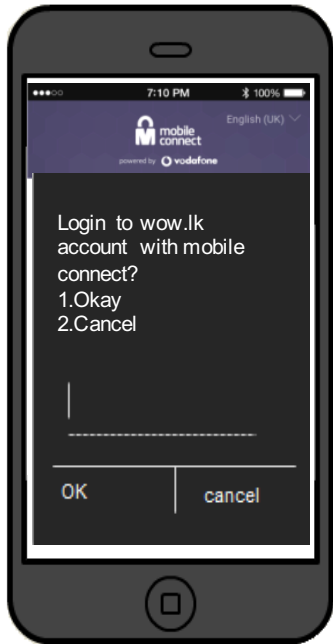 7:10 PM
100%
English (UK)
mobile
connect
powered by vodafone
Login to wow.lk
account with mobile
connect?
1.Okay
2.Cancel
OK
cancel